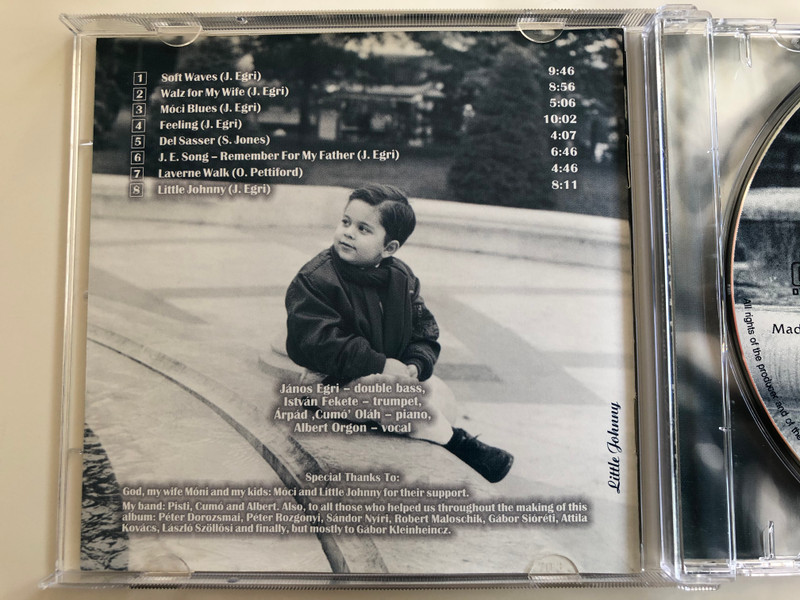 1 Soft Waves (J. Egri) 9:46
2 Walz for My Wife (J. Egri) 8:56
3 Móci Blues (J. Egri) 5:06
4 Feeling (J. Egri) 10:02
5 Del Sasser (S. Jones) 4:07
6 J. E. Song – Remember For My Father (J. Egri) 6:46
7 Laverne Walk (O. Pettiford) 4:46
8 Little Johnny (J. Egri) 8:11
János Egri – double bass,
István Fekete – trumpet,
Árpád ‚Cumó’ Oláh – piano,
Albert Orgon – vocal
Special Thanks To:
God, my wife Móni and my kids: Móci and Little Johnny for their support.
My band: Pisti, Cumó and Albert. Also, to all those who helped us throughout the making of this
album: Péter Dorozsmai, Péter Rozgonyi, Sándor Nyíri, Robert Maloschik, Gábor Sióréti, Attila
Kovács, László Szöllősi and finally, but mostly to Gábor Kleinheincz.
Little Johnny
Mad
All rights of the producer and of the